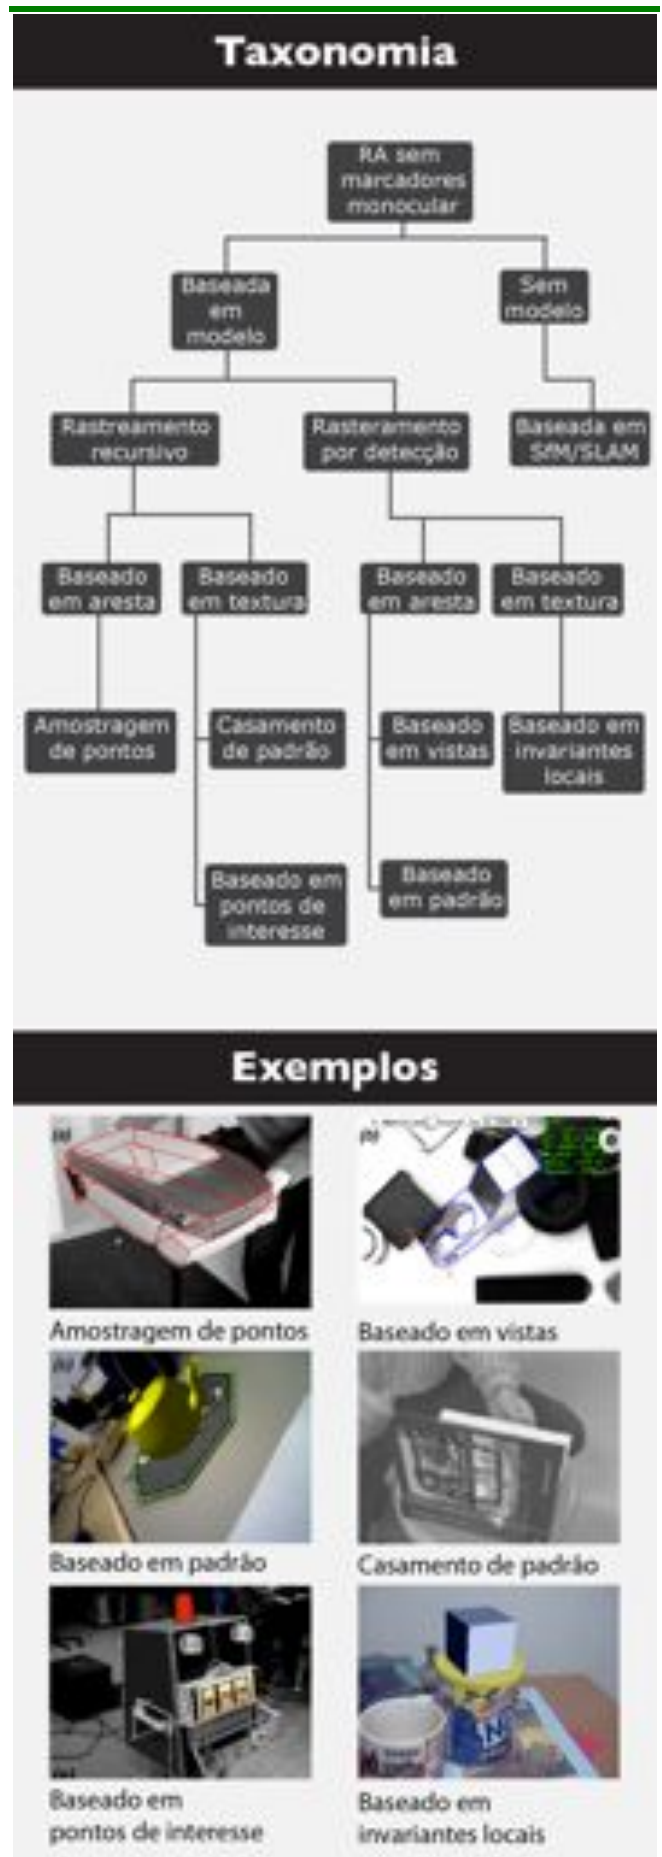 Taxonomia
RA sem
marcadores
monocular
Baseada
em
modelo
Sem
modelo
Rastreamento
recursivo
Rasteramento
por detecção
Baseada em
SfM/SLAM
Baseado
em aresta
Baseado
em textura
Baseado
em aresta
Baseado
em textura
Amostragem
de pontos
Casamento
de padrão
Baseado
em vistas
Baseado em
invariantes
locais
Baseado em
pontos de
interesse
Baseado
em padrão
Exemplos
Amostragem de pontos
Baseado em vistas
Baseado em padrão
Casamento de padrão
Baseado em
pontos de interesse
Baseado em
invariantes locais